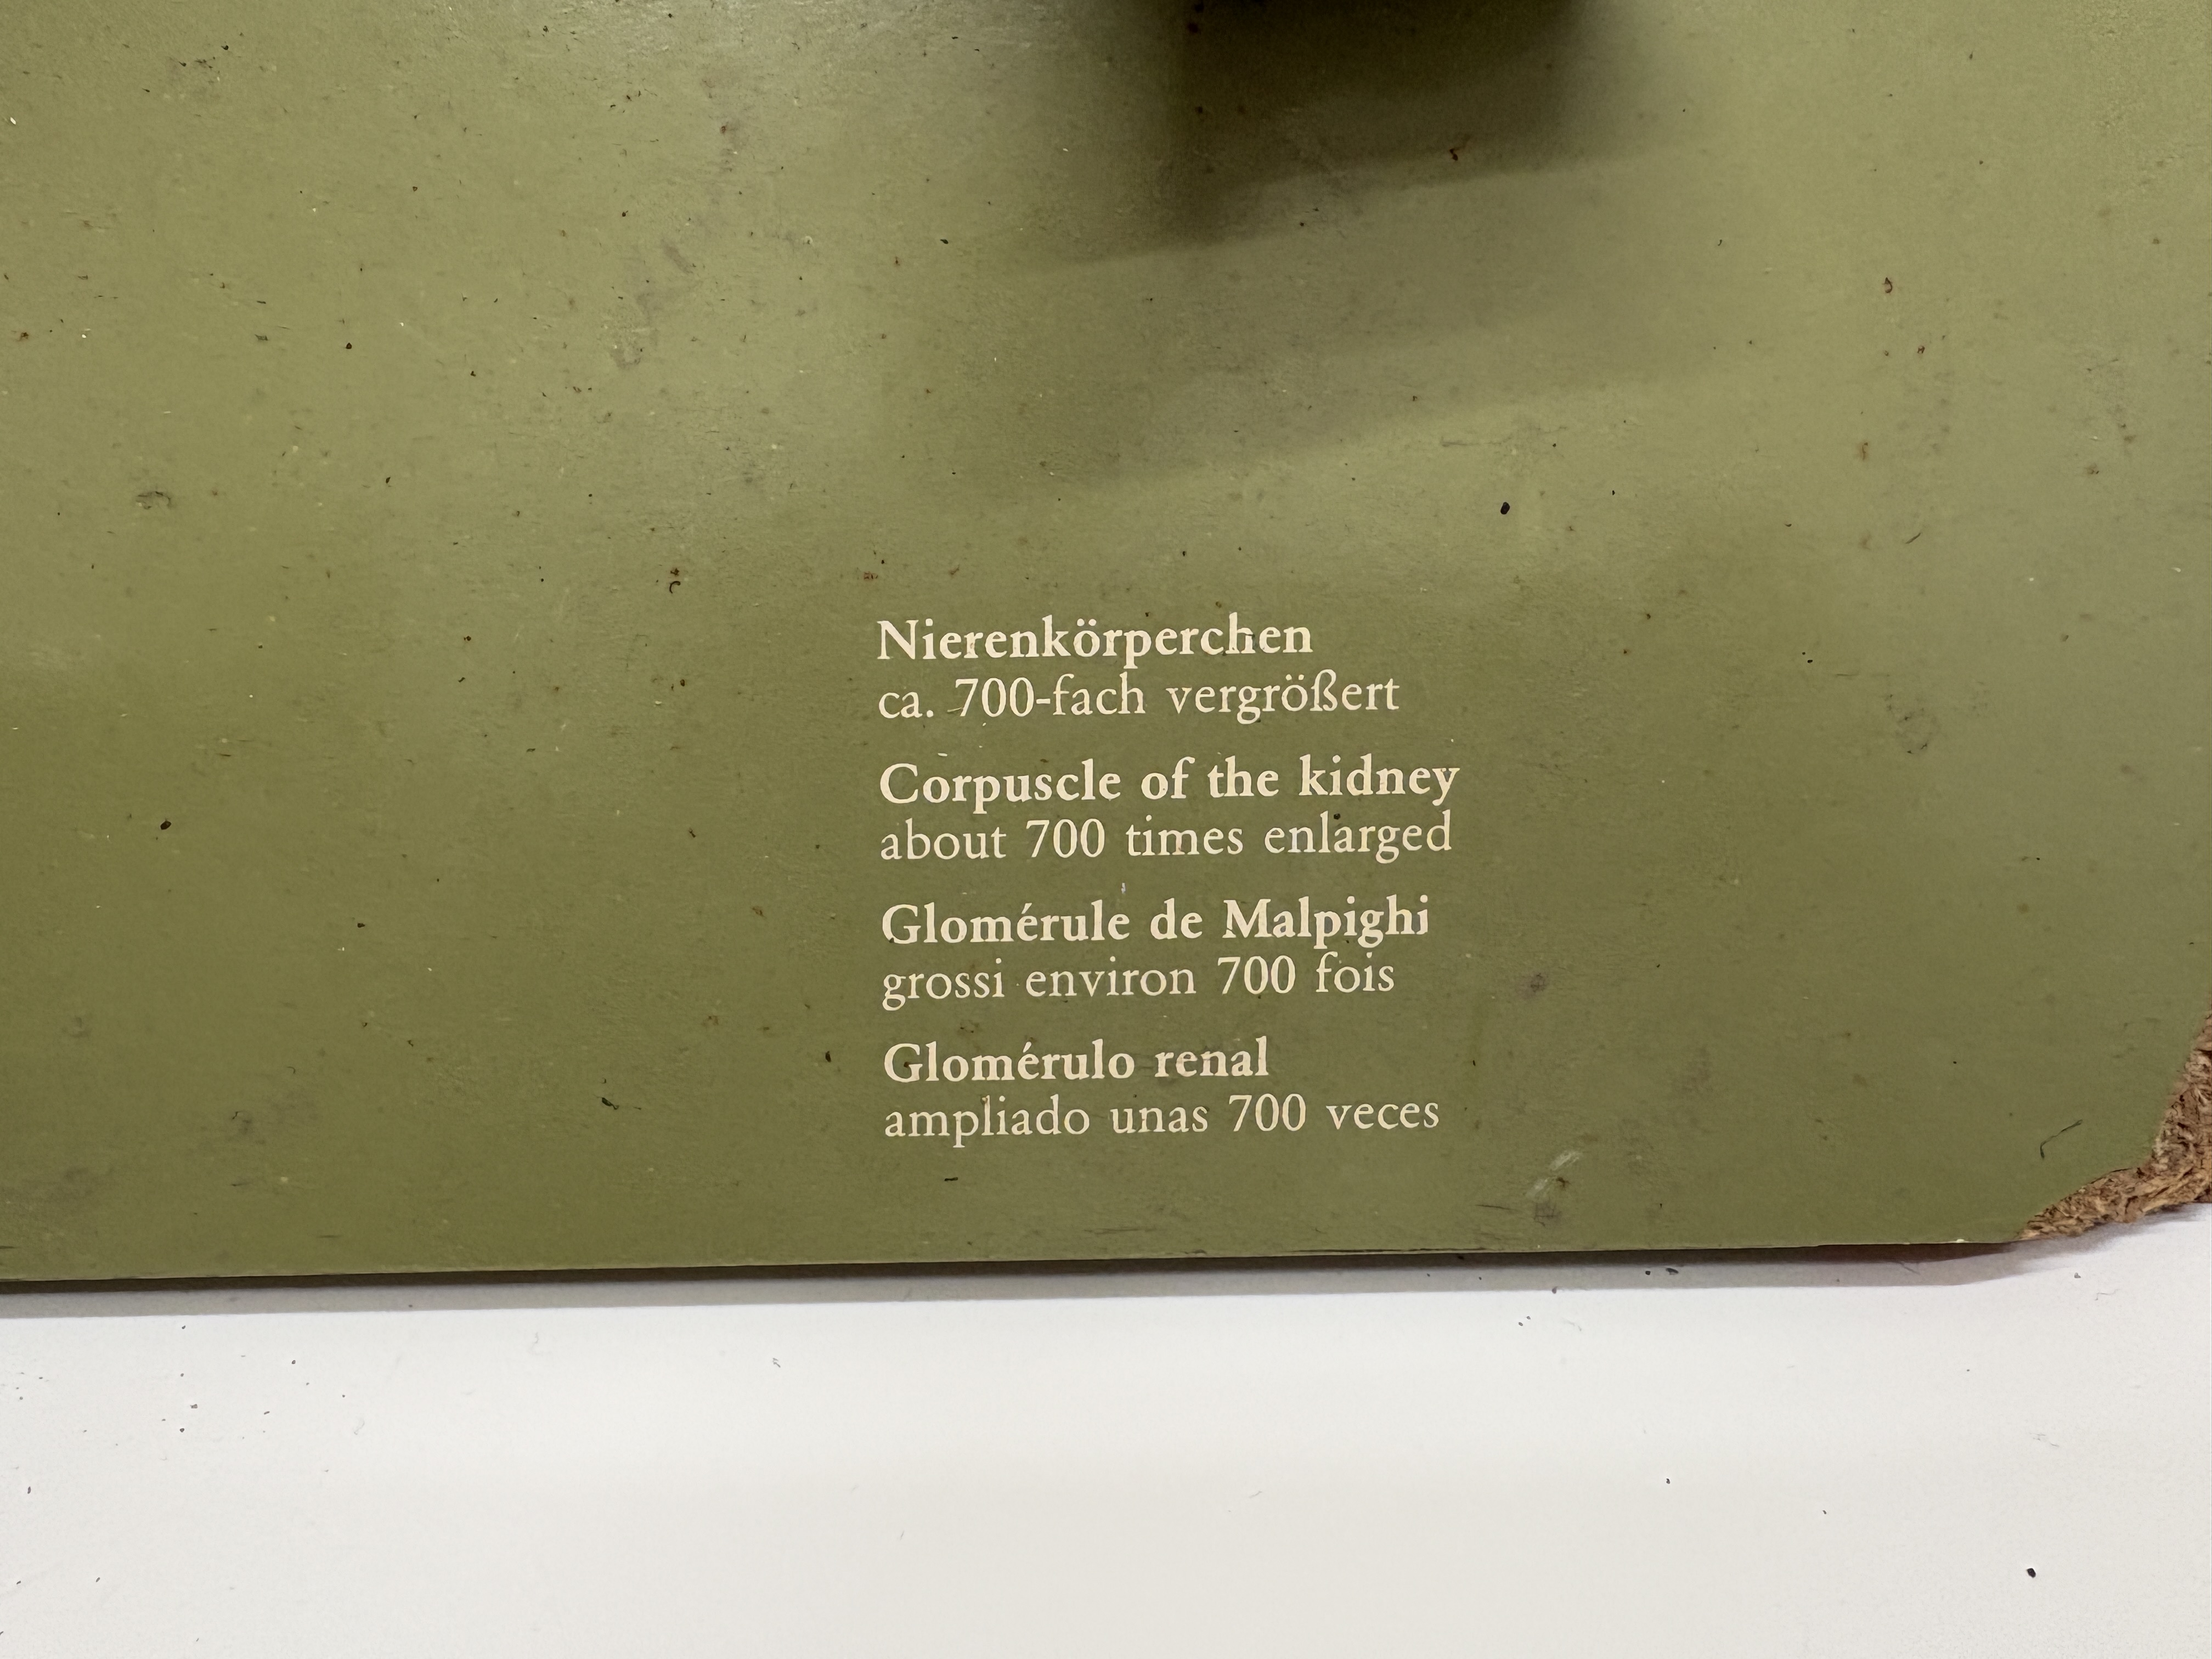 Nierenkörperchen
ca. 700-fach vergrößert
Corpuscle of the kidney
about 700 times enlarged
Glomérule de Malpighi
grossi environ 700 fois
Glomérulo renal
ampliado unas 700 veces